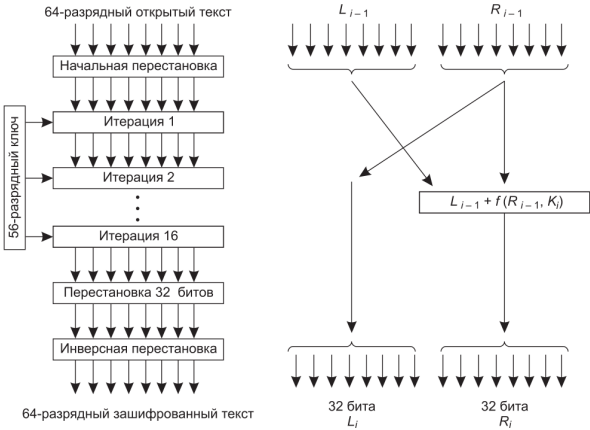 64-разрядный открытый текст
Начальная перестановка
56-разрядный ключ
Итерация 1
Итерация 2
Итерация 16
Перестановка 32 битов
Инверсная перестановка
64-разрядный зашифрованный текст
L i – 1
R i – 1
L i – 1 + f (R i – 1, K i)
32 бита
L i
32 бита
R i